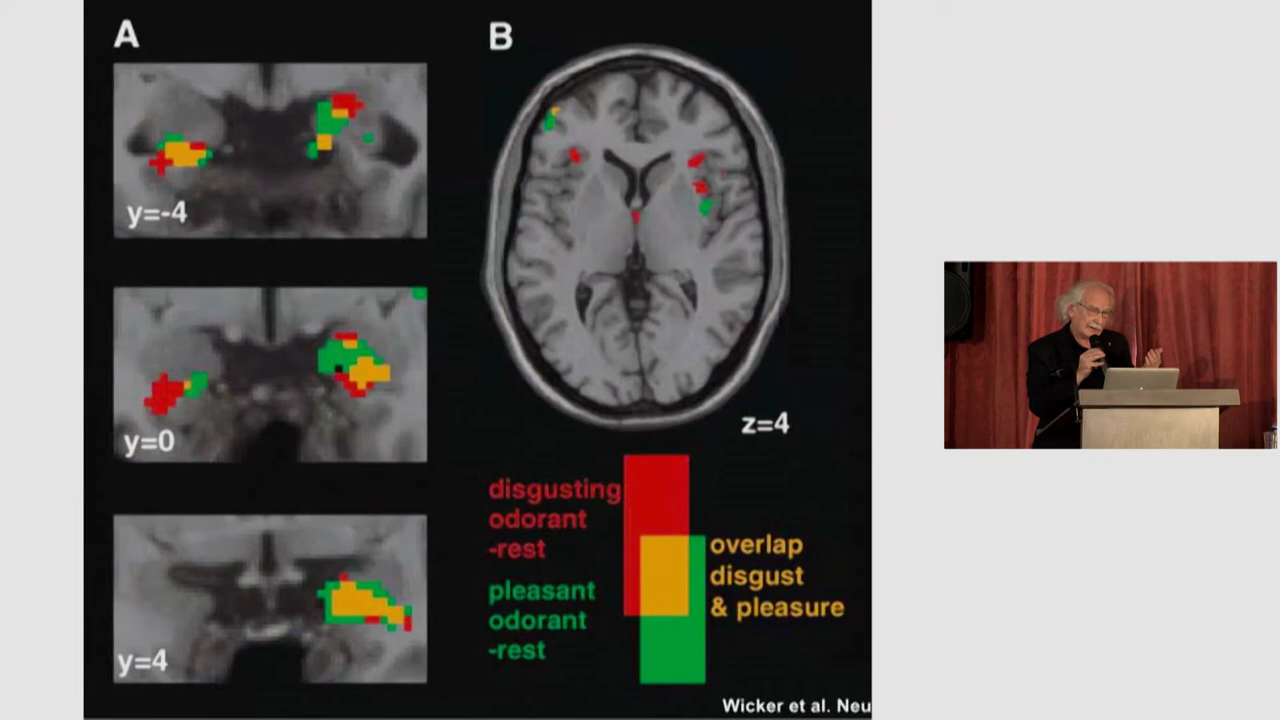 A
B
y=-4
y=0
y=4
z=4
disgusting
odorant
-rest
pleasant
odorant
-rest
overlap
disgust
& pleasure
Wicker et al. Neu